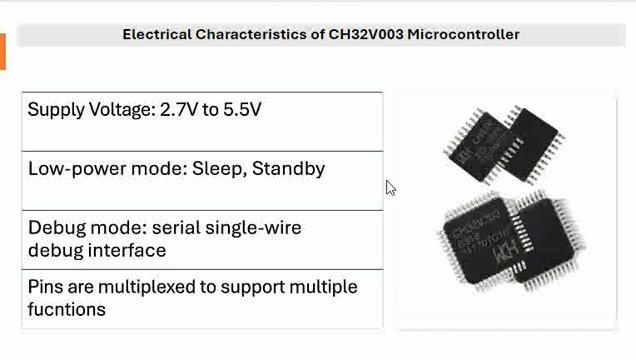 Electrical Characteristics of CH32V003 Microcontroller
Supply Voltage: 2.7V to 5.5V
Low-power mode: Sleep, Standby
Debug mode: serial single-wire
debug interface
Pins are multiplexed to support multiple
fucntions
WCH